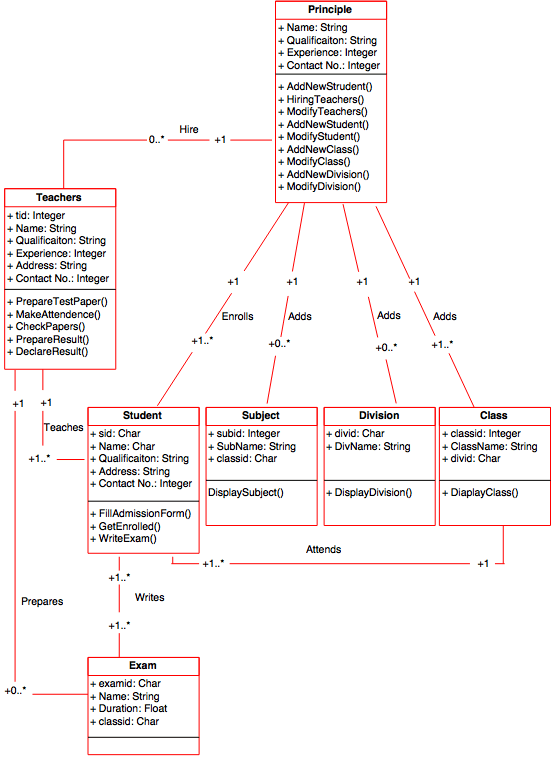 Principle
+ Name: String
+ Qualificaiton: String
+ Experience: Integer
+ Contact No.: Integer
+ AddNewStrudent()
+ HiringTeachers()
+ ModifyTeachers()
+ AddNewStudent()
+ ModifyStudent()
+ AddNewClass()
+ ModifyClass()
+ AddNewDivision()
+ ModifyDivision()
Hire
0..*
+1
Teachers
+ tid: Integer
+ Name: String
+ Qualificaiton: String
+ Experience: Integer
+ Address: String
+ Contact No.: Integer
+ PrepareTestPaper()
+ MakeAttendence()
+ CheckPapers()
+ PrepareResult()
+ DeclareResult()
+1
+1
+1
+1
Enrolls
Adds
Adds
Adds
+1..*
+0..*
+0..*
+1..*
+1
+1
Teaches
+1..*
Student
+ sid: Char
+ Name: Char
+ Qualificaiton: String
+ Address: String
+ Contact No.: Integer
+ FillAdmissionForm()
+ GetEnrolled()
+ WriteExam()
Subject
+ subid: Integer
+ SubName: String
+ classid: Char
DisplaySubject()
Division
+ divid: Char
+ DivName: String
+ DisplayDivision()
Class
+ classid: Integer
+ ClassName: String
+ divid: Char
+ DiaplayClass()
Attends
+1..*
+1
+1..*
Prepares
Writes
+1..*
+0..*
Exam
+ examid: Char
+ Name: String
+ Duration: Float
+ classid: Char